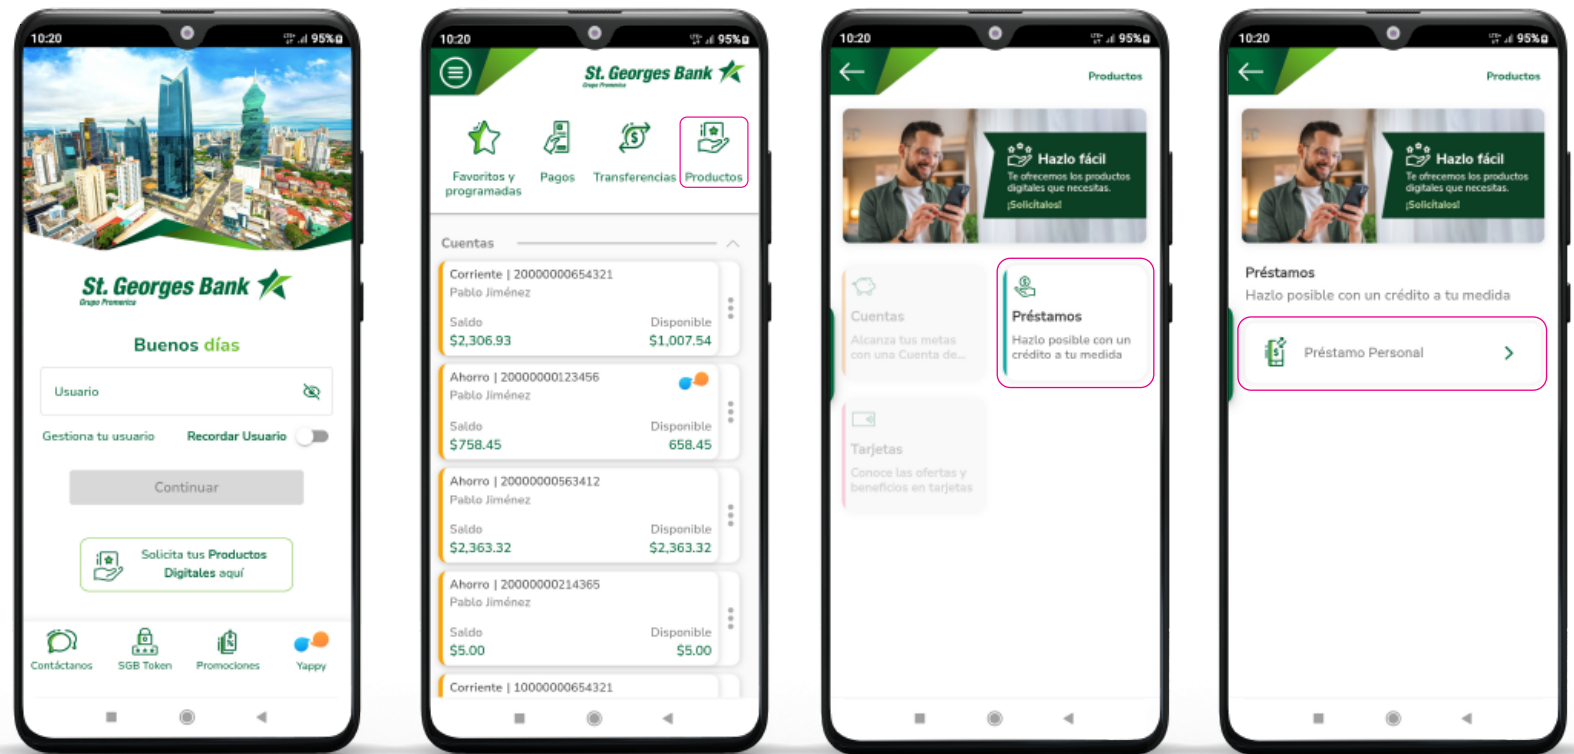 10:20
95%
St. Georges Bank
Grupo Promerica
Buenos días
Usuario
Gestiona tu usuario
Recordar Usuario
Continuar
Solicita tus Productos
Digitales aquí
Contáctanos
SGB Token
Promociones
Yappy
10:20
95%
St. Georges Bank
Grupo Promerica
Favoritos y
programadas
Pagos
Transferencias
Productos
Cuentas
Corriente | 20000000654321
Pablo Jiménez
Saldo
Disponible
$2,306.93
$1,007.54
Ahorro | 20000000123456
Pablo Jiménez
Saldo
Disponible
$758.45
658.45
Ahorro | 20000000563412
Pablo Jiménez
Saldo
Disponible
$2,363.32
$2,363.32
Ahorro | 20000000214365
Pablo Jiménez
Saldo
Disponible
$5.00
$5.00
Corriente | 10000000654321
10:20
95%
Productos
Hazlo fácil
Te ofrecemos los productos
digitales que necesitas.
¡Solicítalos!
Cuentas
Alcanza tus metas
con una Cuenta de...
Préstamos
Hazlo posible con un
crédito a tu medida
Tarjetas
Conoce las ofertas y
beneficios en tarjetas
10:20
95%
Productos
Hazlo fácil
Te ofrecemos los productos
digitales que necesitas.
¡Solicítalos!
Préstamos
Hazlo posible con un crédito a tu medida
Préstamo Personal